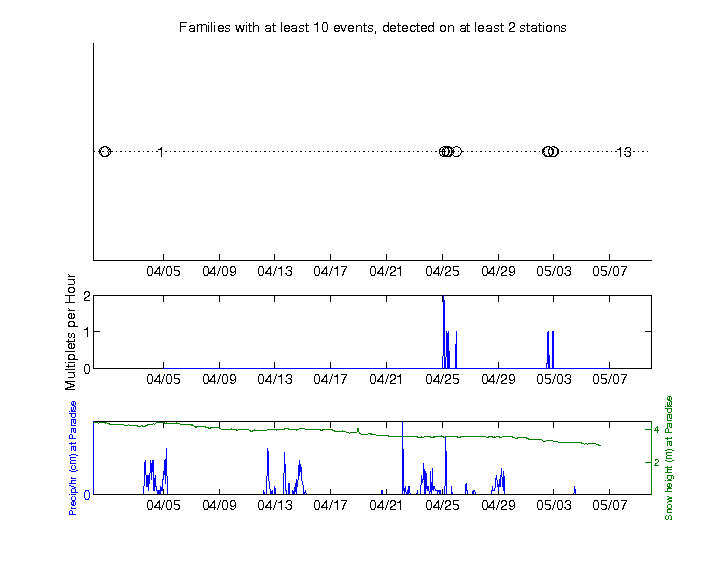 Families with at least 10 events, detected on at least 2 stations
1 13
04/05 04/09 04/13 04/17 04/21 04/25 04/29 05/03 05/07
Multiplets per Hour
2
1
0
04/05 04/09 04/13 04/17 04/21 04/25 04/29 05/03 05/07
Precip/hr (cm) at Paradise
0
4
2
Snow height (m) at Paradise
04/05 04/09 04/13 04/17 04/21 04/25 04/29 05/03 05/07